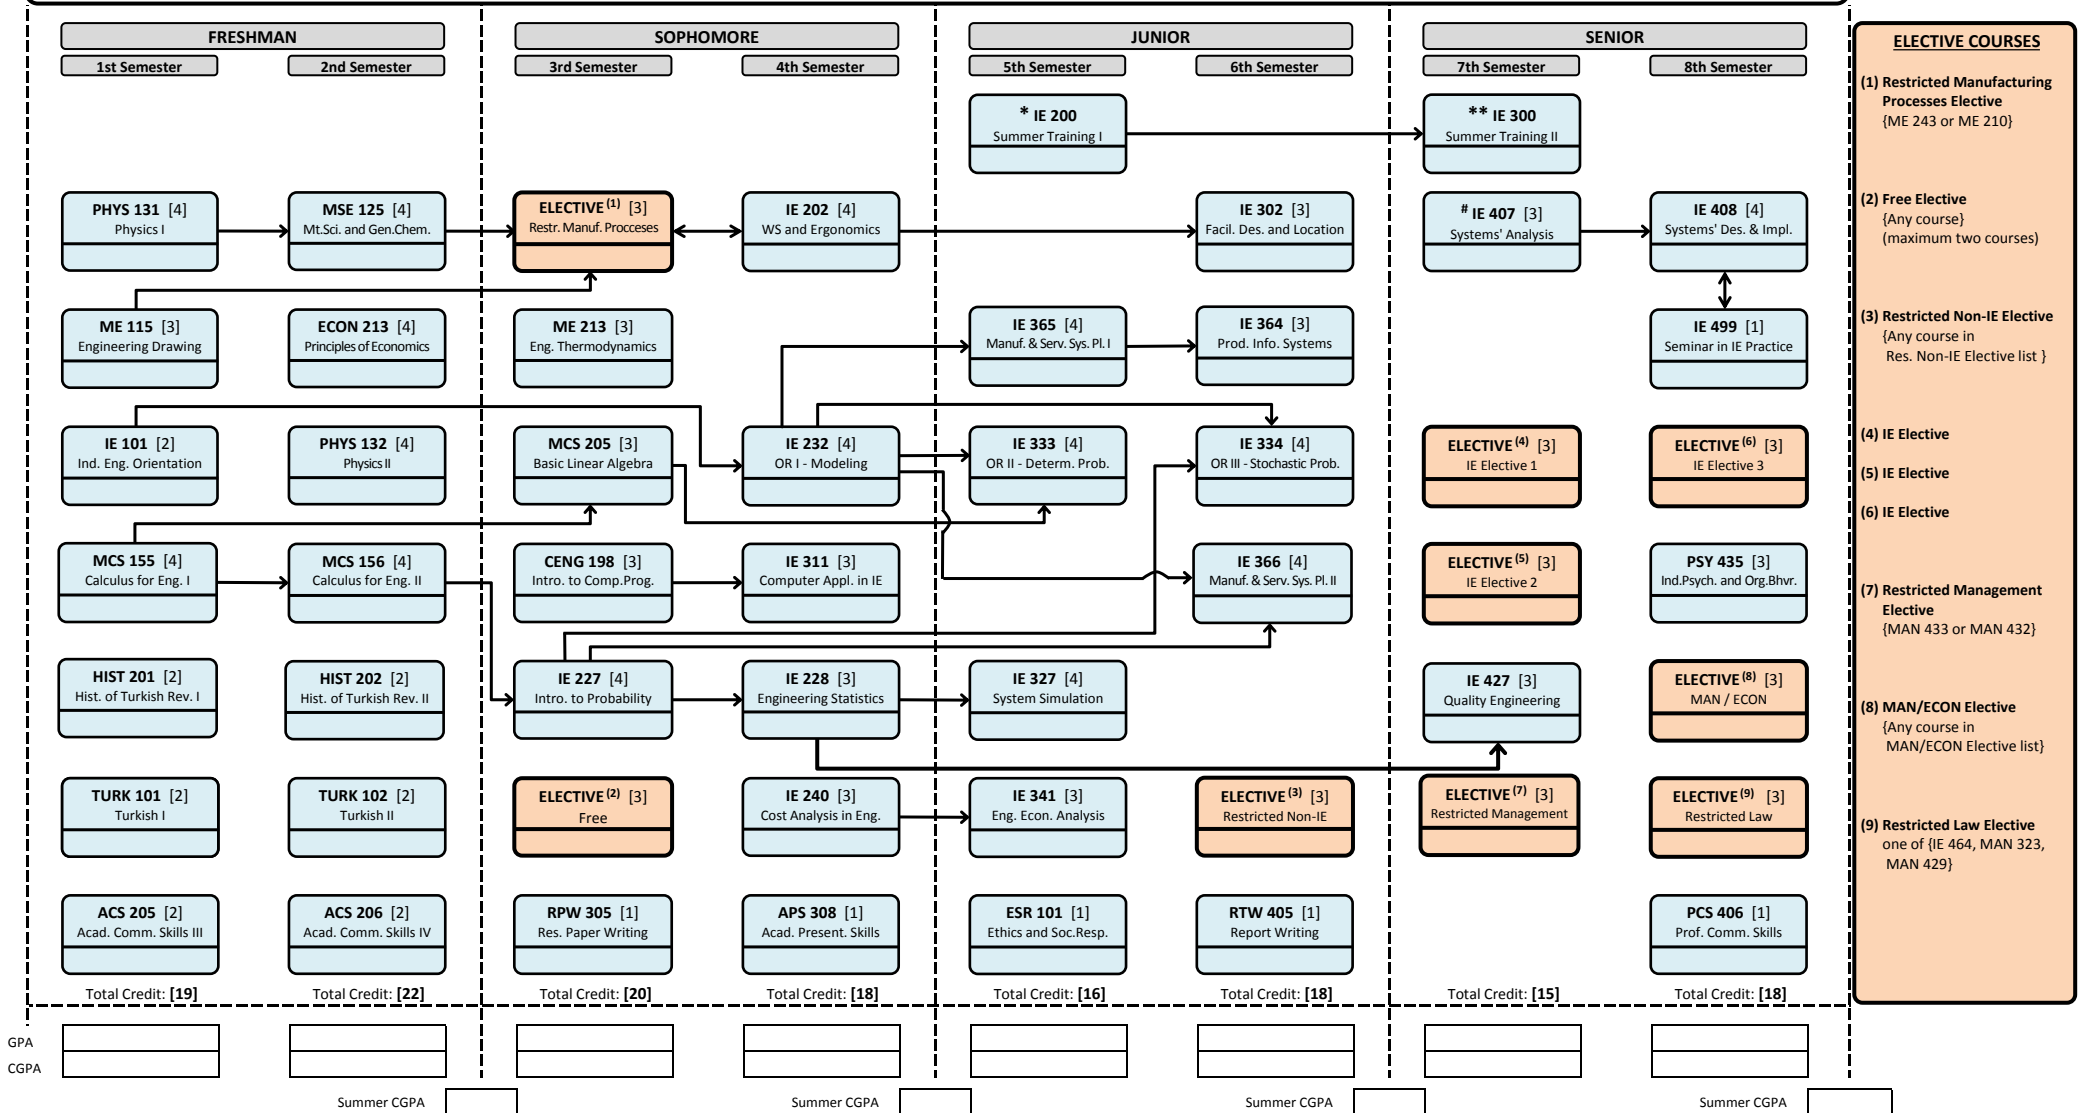 FRESHMAN
SOPHOMORE
JUNIOR
SENIOR
1st Semester
2nd Semester
3rd Semester
4th Semester
5th Semester
6th Semester
7th Semester
8th Semester
* IE 200
Summer Training I
** IE 300
Summer Training II
PHYS 131 [4]
Physics I
MSE 125 [4]
Mt.Sci. and Gen.Chem.
ELECTIVE (1) [3]
Restr. Manuf. Procceses
IE 202 [4]
WS and Ergonomics
IE 302 [3]
Facil. Des. and Location
# IE 407 [3]
Systems' Analysis
IE 408 [4]
Systems' Des. & Impl.
ME 115 [3]
Engineering Drawing
ECON 213 [4]
Principles of Economics
ME 213 [3]
Eng. Thermodynamics
IE 365 [4]
Manuf. & Serv. Sys. Pl. I
IE 364 [3]
Prod. Info. Systems
IE 499 [1]
Seminar in IE Practice
IE 101 [2]
Ind. Eng. Orientation
PHYS 132 [4]
Physics II
MCS 205 [3]
Basic Linear Algebra
IE 232 [4]
OR I - Modeling
IE 333 [4]
OR II - Determ. Prob.
IE 334 [4]
OR III - Stochastic Prob.
ELECTIVE (4) [3]
IE Elective 1
ELECTIVE (6) [3]
IE Elective 3
MCS 155 [4]
Calculus for Eng. I
MCS 156 [4]
Calculus for Eng. II
CENG 198 [3]
Intro. to Comp.Prog.
IE 311 [3]
Computer Appl. in IE
IE 366 [4]
Manuf. & Serv. Sys. Pl. II
ELECTIVE (5) [3]
IE Elective 2
PSY 435 [3]
Ind.Psych. and Org.Bhvr.
HIST 201 [2]
Hist. of Turkish Rev. I
HIST 202 [2]
Hist. of Turkish Rev. II
IE 227 [4]
Intro. to Probability
IE 228 [3]
Engineering Statistics
IE 327 [4]
System Simulation
IE 427 [3]
Quality Engineering
ELECTIVE (8) [3]
MAN / ECON
TURK 101 [2]
Turkish I
TURK 102 [2]
Turkish II
ELECTIVE (2) [3]
Free
IE 240 [3]
Cost Analysis in Eng.
IE 341 [3]
Eng. Econ. Analysis
ELECTIVE (3) [3]
Restricted Non-IE
ELECTIVE (7) [3]
Restricted Management
ELECTIVE (9) [3]
Restricted Law
ACS 205 [2]
Acad. Comm. Skills III
ACS 206 [2]
Acad. Comm. Skills IV
RPW 305 [1]
Res. Paper Writing
APS 308 [1]
Acad. Present. Skills
ESR 101 [1]
Ethics and Soc.Resp.
RTW 405 [1]
Report Writing
PCS 406 [1]
Prof. Comm. Skills
Total Credit: [19]
Total Credit: [22]
Total Credit: [20]
Total Credit: [18]
Total Credit: [16]
Total Credit: [18]
Total Credit: [15]
Total Credit: [18]
GPA
CGPA
Summer CGPA
Summer CGPA
Summer CGPA
Summer CGPA
ELECTIVE COURSES
(1) Restricted Manufacturing
Processes Elective
{ME 243 or ME 210}
(2) Free Elective
{Any course}
(maximum two courses)
(3) Restricted Non-IE Elective
{Any course in
Res. Non-IE Elective list }
(4) IE Elective
(5) IE Elective
(6) IE Elective
(7) Restricted Management
Elective
{MAN 433 or MAN 432}
(8) MAN/ECON Elective
{Any course in
MAN/ECON Elective list}
(9) Restricted Law Elective
one of {IE 464, MAN 323,
MAN 429}